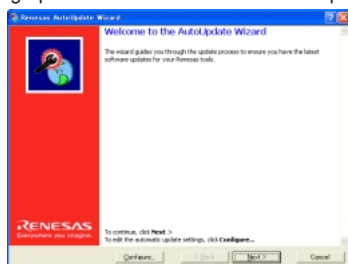 Renesas AutoUpdate Wizard
Welcome to the AutoUpdate Wizard
The wizard guides you through the update process to ensure you have the latest
software updates for your Renesas tools.
RENESAS
Everywhere you imagine.
To continue, click Next >
To edit the automatic update settings, click Configure...
Configure..
< Back
Next >
Cancel